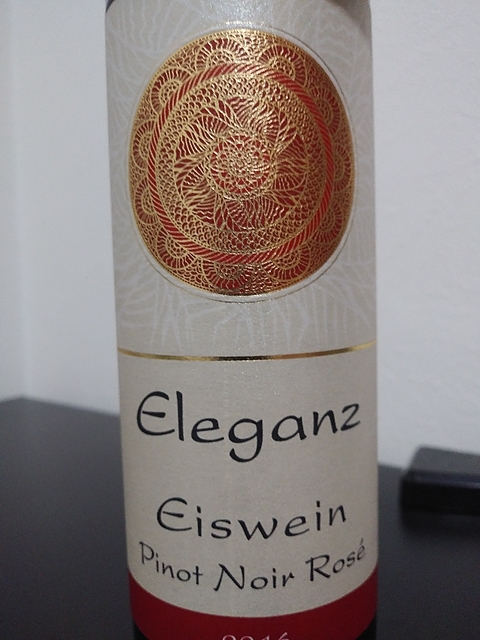 Eleganz
Eiswein
Pinot Noir Rosé